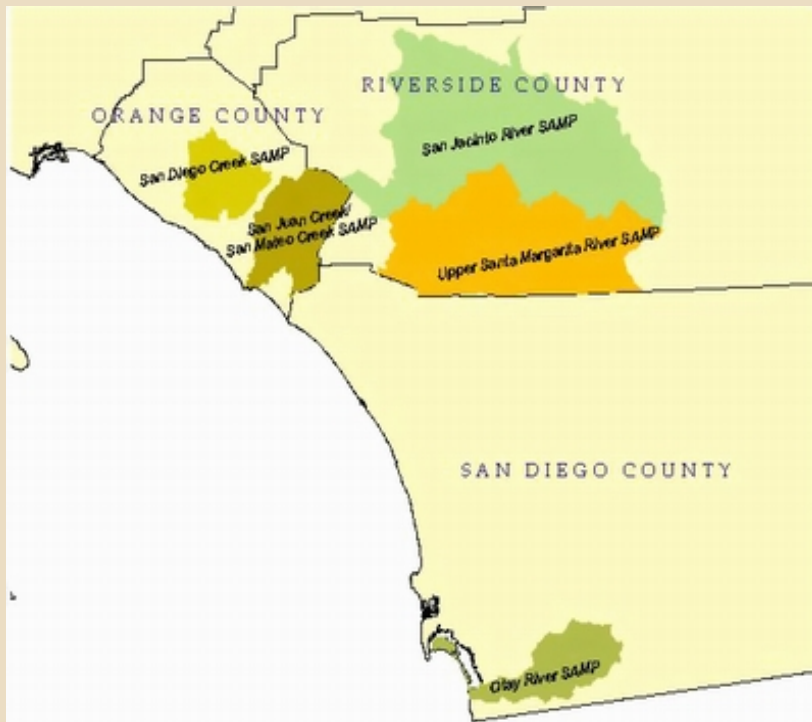 RIVERSIDE COUNTY
ORANGE COUNTY
San Jacinto River SAMP
San Diego Creek SAMP
San Juan Creek/
San Mateo Creek SAMP
Upper Santa Margarita River SAMP
SAN DIEGO COUNTY
Otay River SAMP